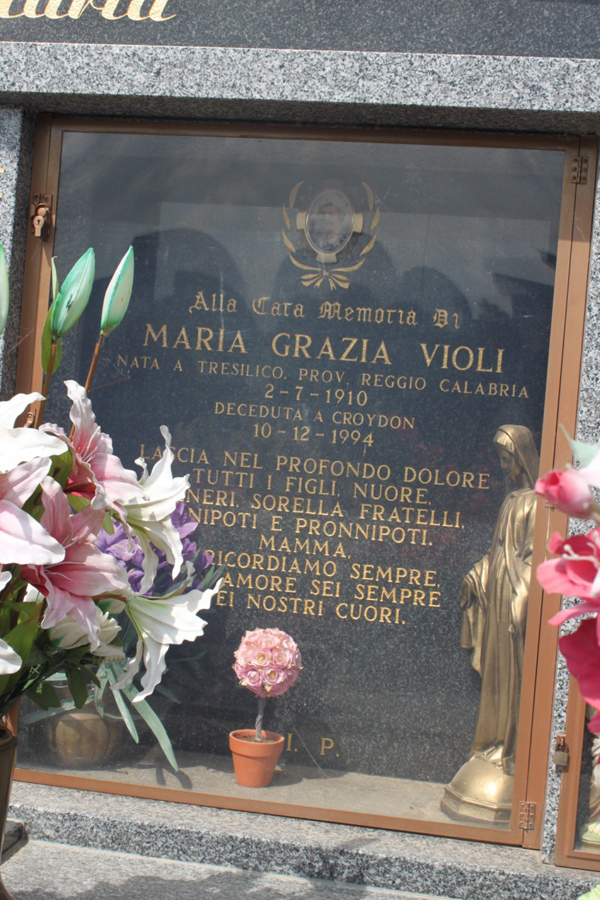 Alla Cara Memoria Di
MARIA GRAZIA VIOLI
NATA A TRESILICO. PROV. REGGIO CALABRIA
2-7-1910
DECEDUTA A CROYDON
10-12-1994
LASCIA NEL PROFONDO DOLORE
TUTTI I FIGLI, NUORE,
SORELLA FRATELLI,
E PRONNIPOTI.
MAMMA,
RICORDIAMO SEMPRE,
AMORE SEI SEMPRE
NOSTRI CUORI.
I. P.